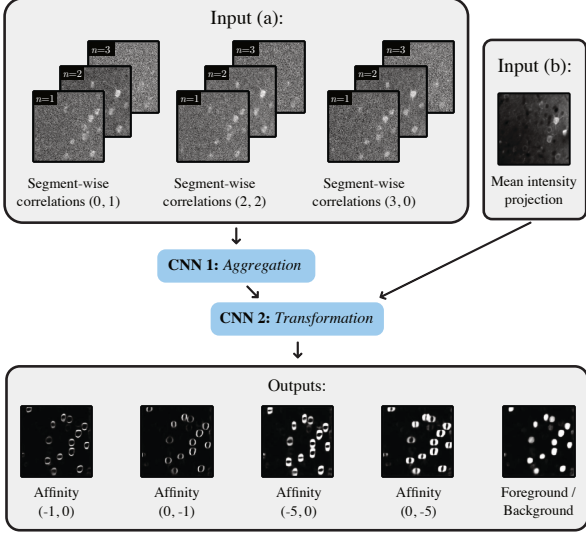 Input (a):
n=3
n=2
n=1
n=3
n=2
n=1
n=3
n=2
n=1
Segment-wise
correlations (0, 1)
Segment-wise
correlations (2, 2)
Segment-wise
correlations (3, 0)
Input (b):
Mean intensity
projection
CNN 1: Aggregation
CNN 2: Transformation
Outputs:
Affinity
(-1, 0)
Affinity
(0, -1)
Affinity
(-5, 0)
Affinity
(0, -5)
Foreground /
Background